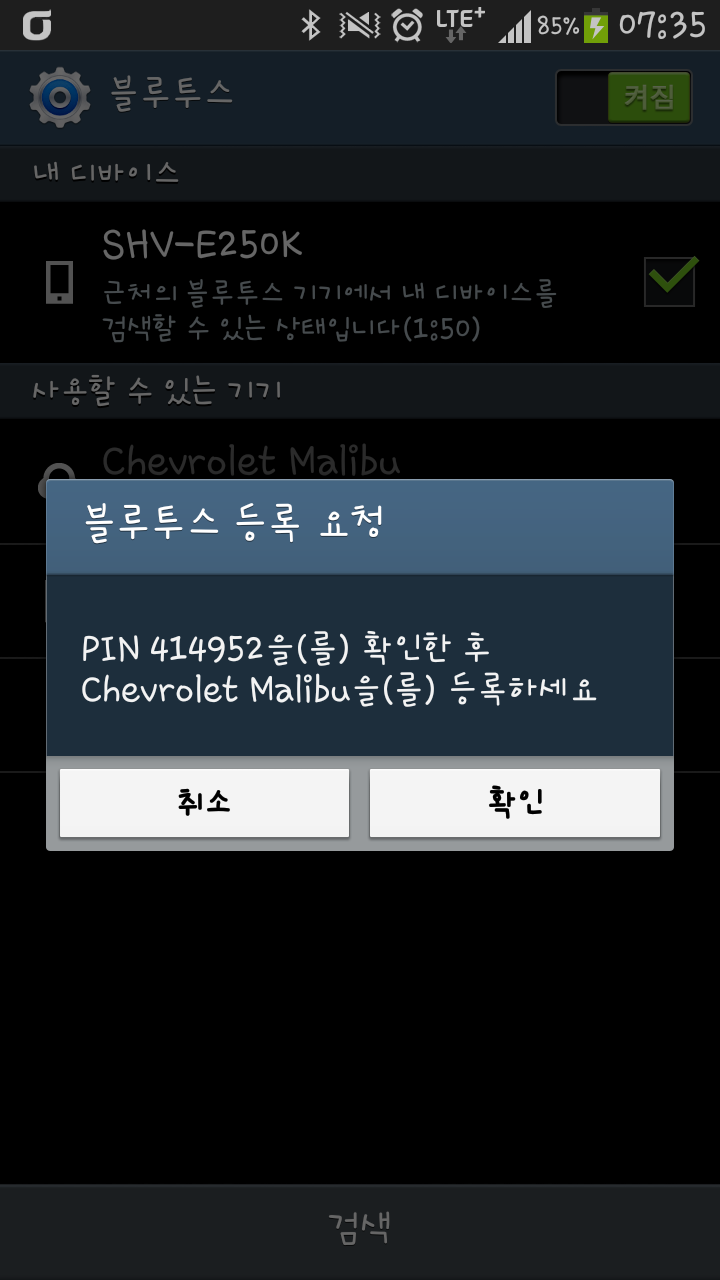 LTE+ 85% 07:35
블루투스 켜짐
내 디바이스
SHV-E250K
근처의 블루투스 기기에서 내 디바이스를
검색할 수 있는 상태입니다(1:50)
사용할 수 있는 기기
Chevrolet Malibu
블루투스 등록 요청
PIN 414952을(를) 확인한 후
Chevrolet Malibu을(를) 등록하세요
취소 확인
검색